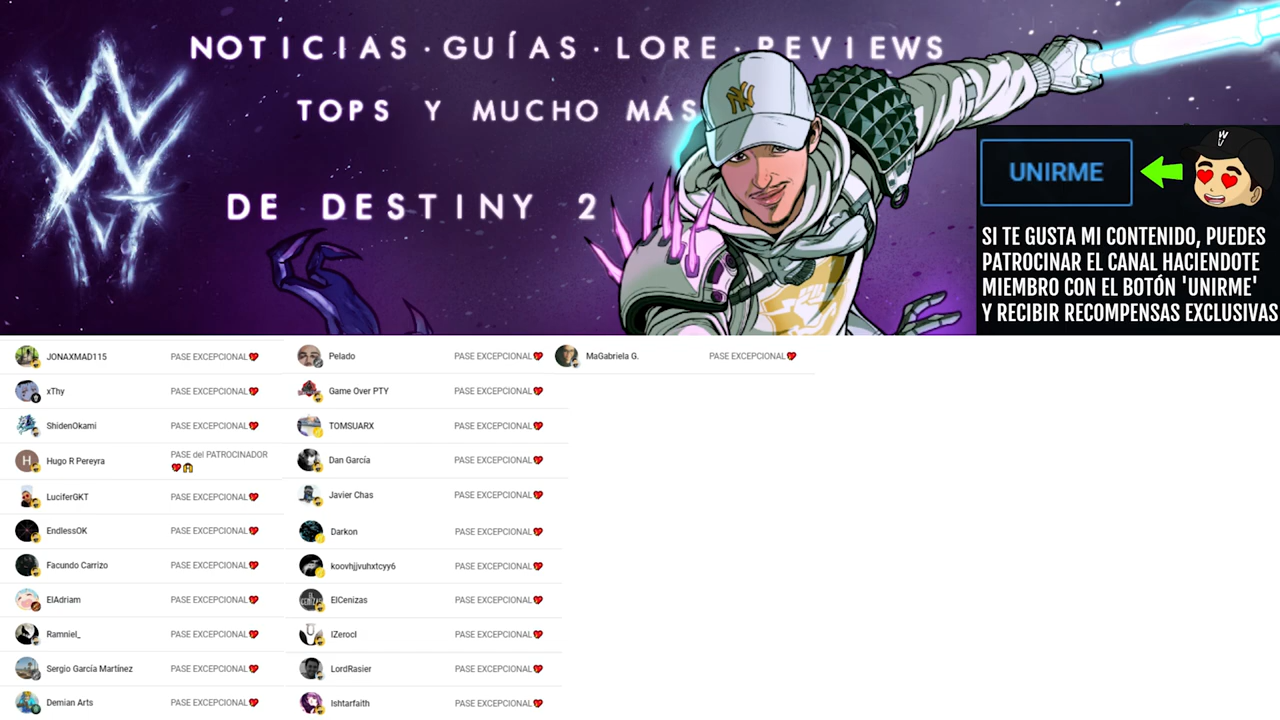 NOTICIAS · GUÍAS · LORE · REVIEWS
TOPS Y MUCHO MÁS
DE DESTINY 2
UNIRME
SI TE GUSTA MI CONTENIDO, PUEDES
PATROCINAR EL CANAL HACIENDOTE
MIEMBRO CON EL BOTÓN 'UNIRME'
Y RECIBIR RECOMPENSAS EXCLUSIVAS
JONAXMAD115 PASE EXCEPCIONAL
xThy PASE EXCEPCIONAL
ShidenOkami PASE EXCEPCIONAL
Hugo R Pereyra PASE del PATROCINADOR
LuciferGKT PASE EXCEPCIONAL
EndlessOK PASE EXCEPCIONAL
Facundo Carrizo PASE EXCEPCIONAL
ElAdriam PASE EXCEPCIONAL
Ramniel_ PASE EXCEPCIONAL
Sergio García Martínez PASE EXCEPCIONAL
Demian Arts PASE EXCEPCIONAL
Pelado PASE EXCEPCIONAL
Game Over PTY PASE EXCEPCIONAL
TOMSUARX PASE EXCEPCIONAL
Dan García PASE EXCEPCIONAL
Javier Chas PASE EXCEPCIONAL
Darkon PASE EXCEPCIONAL
koovhjjvuhxtcyy6 PASE EXCEPCIONAL
ElCenizas PASE EXCEPCIONAL
IZerocI PASE EXCEPCIONAL
LordRasier PASE EXCEPCIONAL
Ishtarfaith PASE EXCEPCIONAL
MaGabriela G. PASE EXCEPCIONAL